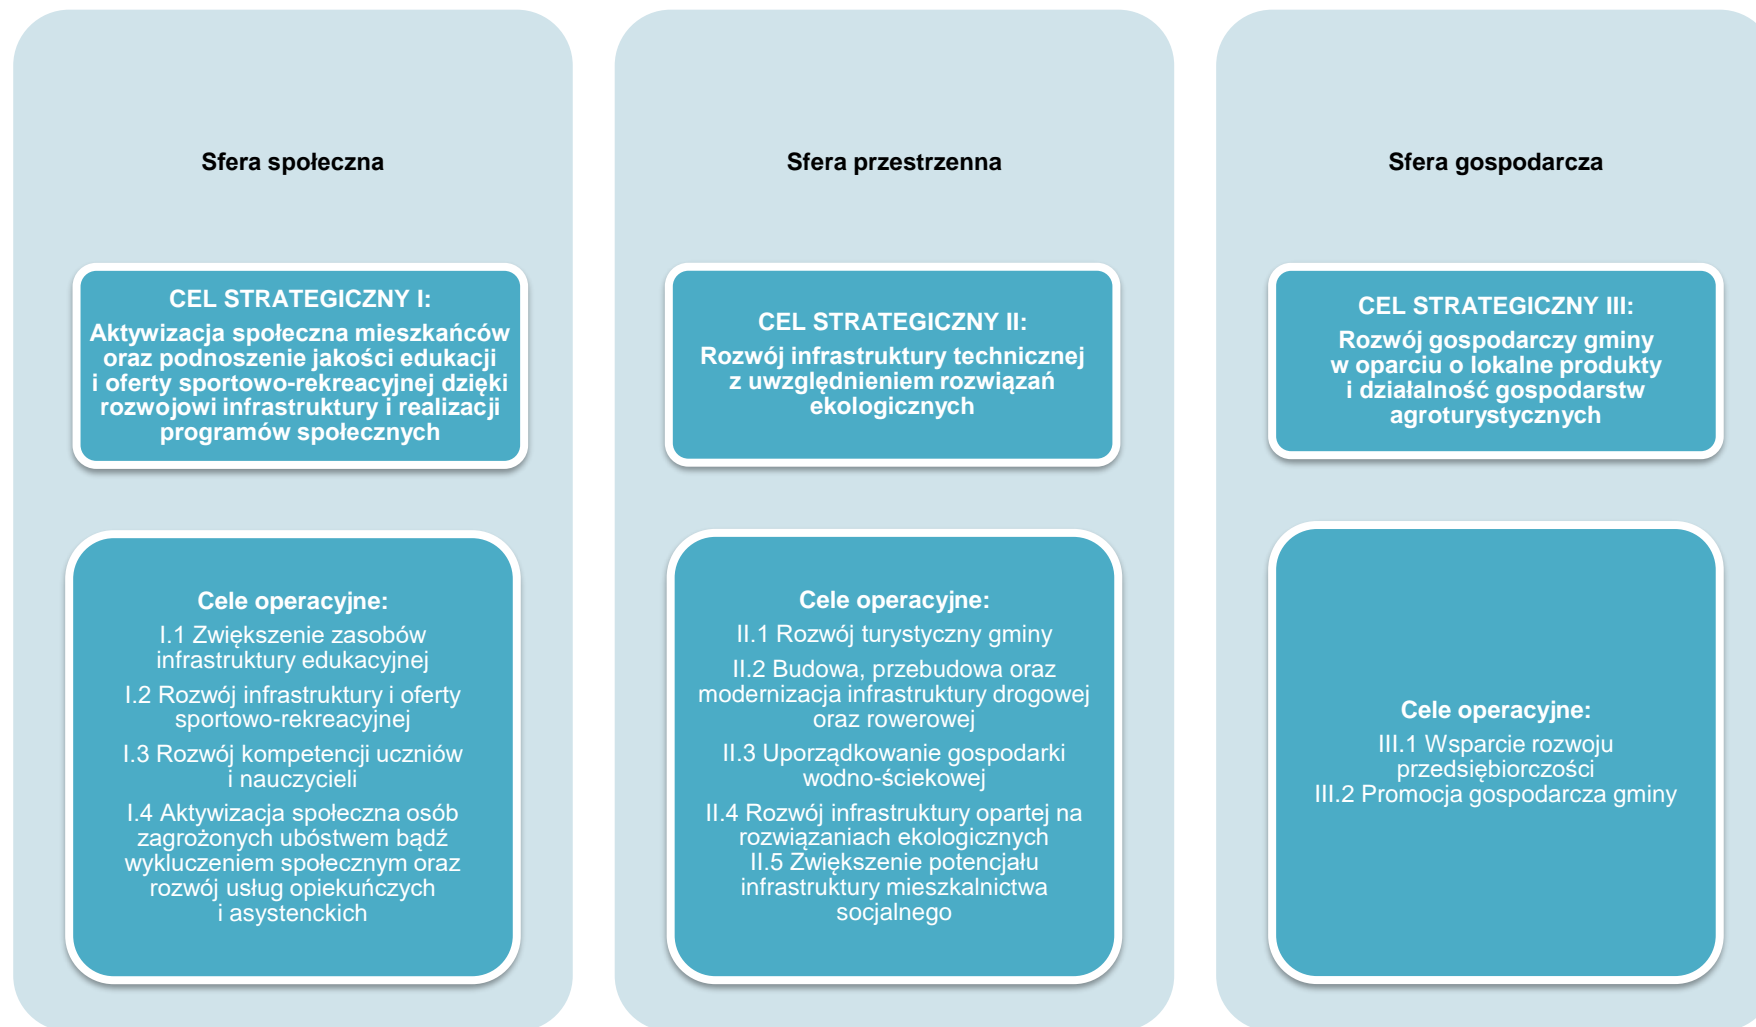 Sfera społeczna
CEL STRATEGICZNY I:
Aktywizacja społeczna mieszkańców
oraz podnoszenie jakości edukacji
i oferty sportowo-rekreacyjnej dzięki
rozwojowi infrastruktury i realizacji
programów społecznych
Cele operacyjne:
I.1 Zwiększenie zasobów
infrastruktury edukacyjnej
I.2 Rozwój infrastruktury i oferty
sportowo-rekreacyjnej
I.3 Rozwój kompetencji uczniów
i nauczycieli
I.4 Aktywizacja społeczna osób
zagrożonych ubóstwem bądź
wykluczeniem społecznym oraz
rozwój usług opiekuńczych
i asystenckich
Sfera przestrzenna
CEL STRATEGICZNY II:
Rozwój infrastruktury technicznej
z uwzględnieniem rozwiązań
ekologicznych
Cele operacyjne:
II.1 Rozwój turystyczny gminy
II.2 Budowa, przebudowa oraz
modernizacja infrastruktury drogowej
oraz rowerowej
II.3 Uporządkowanie gospodarki
wodno-ściekowej
II.4 Rozwój infrastruktury opartej na
rozwiązaniach ekologicznych
II.5 Zwiększenie potencjału
infrastruktury mieszkalnictwa
socjalnego
Sfera gospodarcza
CEL STRATEGICZNY III:
Rozwój gospodarczy gminy
w oparciu o lokalne produkty
i działalność gospodarstw
agroturystycznych
Cele operacyjne:
III.1 Wsparcie rozwoju
przedsiębiorczości
III.2 Promocja gospodarcza gminy